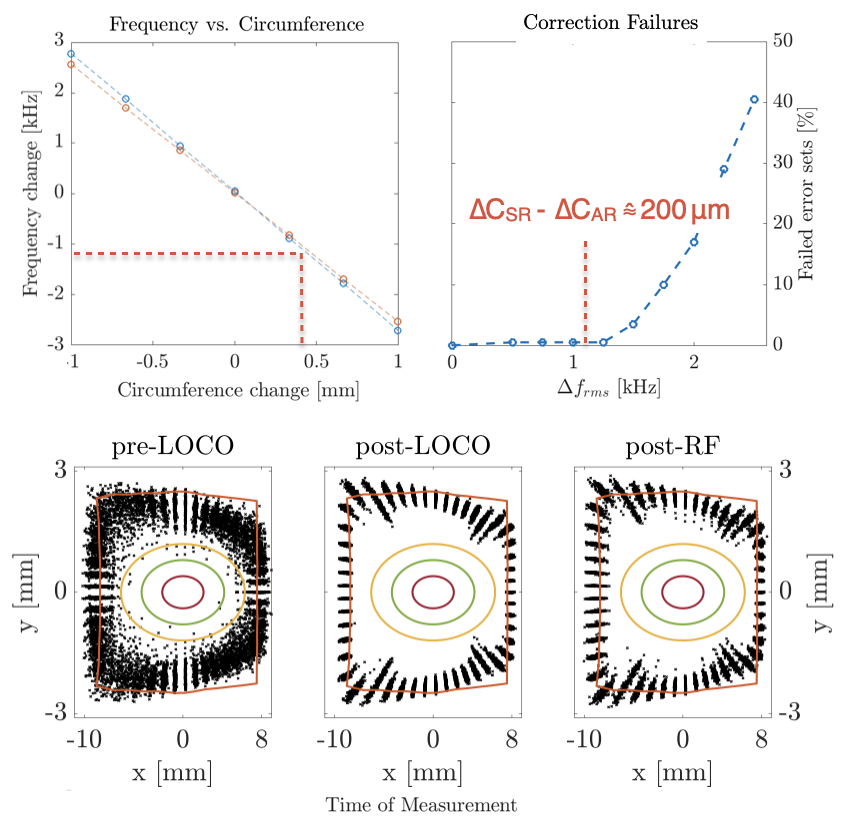 Frequency vs. Circumference
Correction Failures
3
2
1
0
-1
-2
-3
Frequency change [kHz]
-1
-0.5
0
0.5
1
Circumference change [mm]
50
40
30
20
10
0
Failed error sets [%]
ΔCSR - ΔCAR ≈ 200 μm
0
1
2
Δf_rms [kHz]
pre-LOCO
post-LOCO
post-RF
3
0
-3
y [mm]
-10
0
8
x [mm]
-10
0
8
x [mm]
-10
0
8
x [mm]
3
0
-3
y [mm]
Time of Measurement